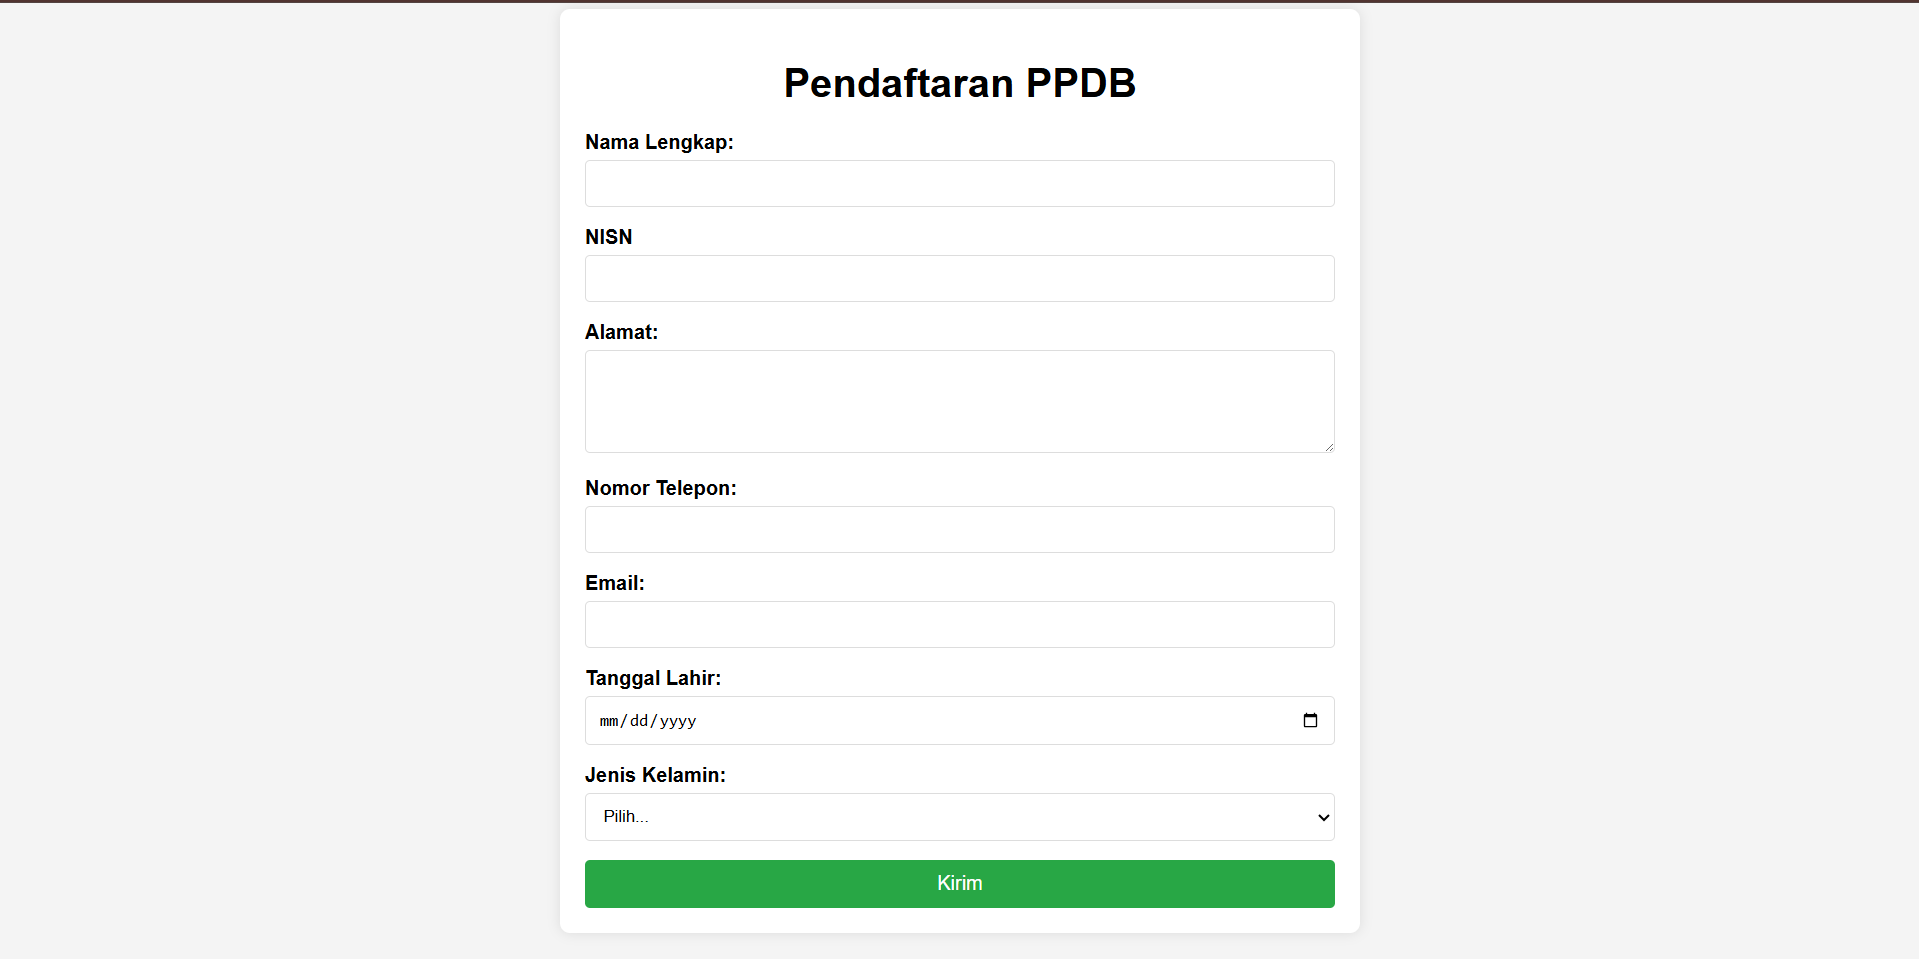 Pendaftaran PPDB
Nama Lengkap:
NISN
Alamat:
Nomor Telepon:
Email:
Tanggal Lahir:
mm/dd/yyyy
Jenis Kelamin:
Pilih...
Kirim